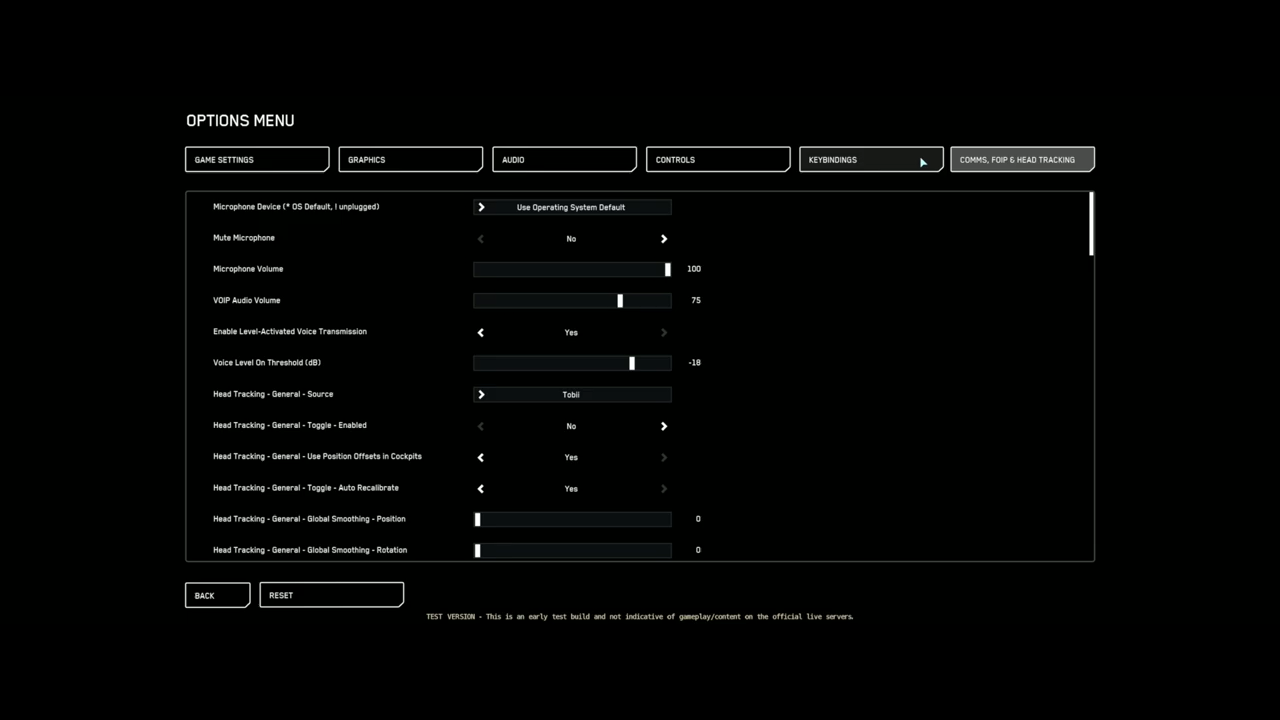 OPTIONS MENU
GAME SETTINGS GRAPHICS AUDIO CONTROLS KEYBINDINGS COMMS, FOIP & HEAD TRACKING
Microphone Device (* OS Default, ! unplugged) Use Operating System Default
Mute Microphone No
Microphone Volume 100
VOIP Audio Volume 75
Enable Level-Activated Voice Transmission Yes
Voice Level On Threshold (dB) -18
Head Tracking - General - Source Tobii
Head Tracking - General - Toggle - Enabled No
Head Tracking - General - Use Position Offsets in Cockpits Yes
Head Tracking - General - Toggle - Auto Recalibrate Yes
Head Tracking - General - Global Smoothing - Position 0
Head Tracking - General - Global Smoothing - Rotation 0
BACK RESET
TEST VERSION - This is an early test build and not indicative of gameplay/content on the official live servers.